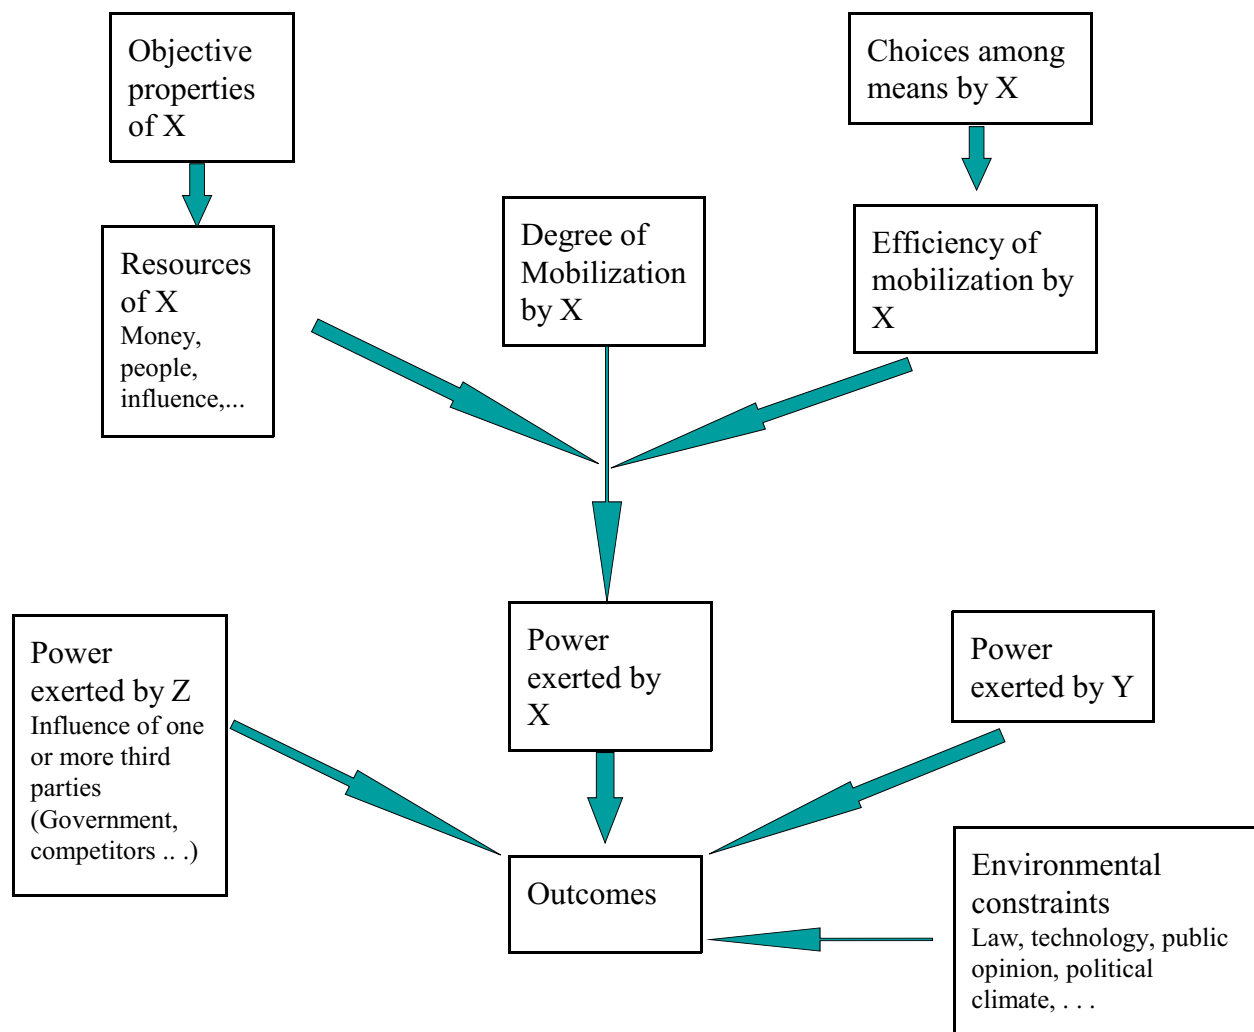 Objective
properties
of X
Choices among
means by X
Resources
of X
Money,
people,
influence,...
Degree of
Mobilization
by X
Efficiency of
mobilization by
X
Power
exerted by Z
Influence of one
or more third
parties
(Government,
competitors .. .)
Power
exerted by
X
Power
exerted by Y
Outcomes
Environmental
constraints
Law, technology, public
opinion, political
climate, . . .